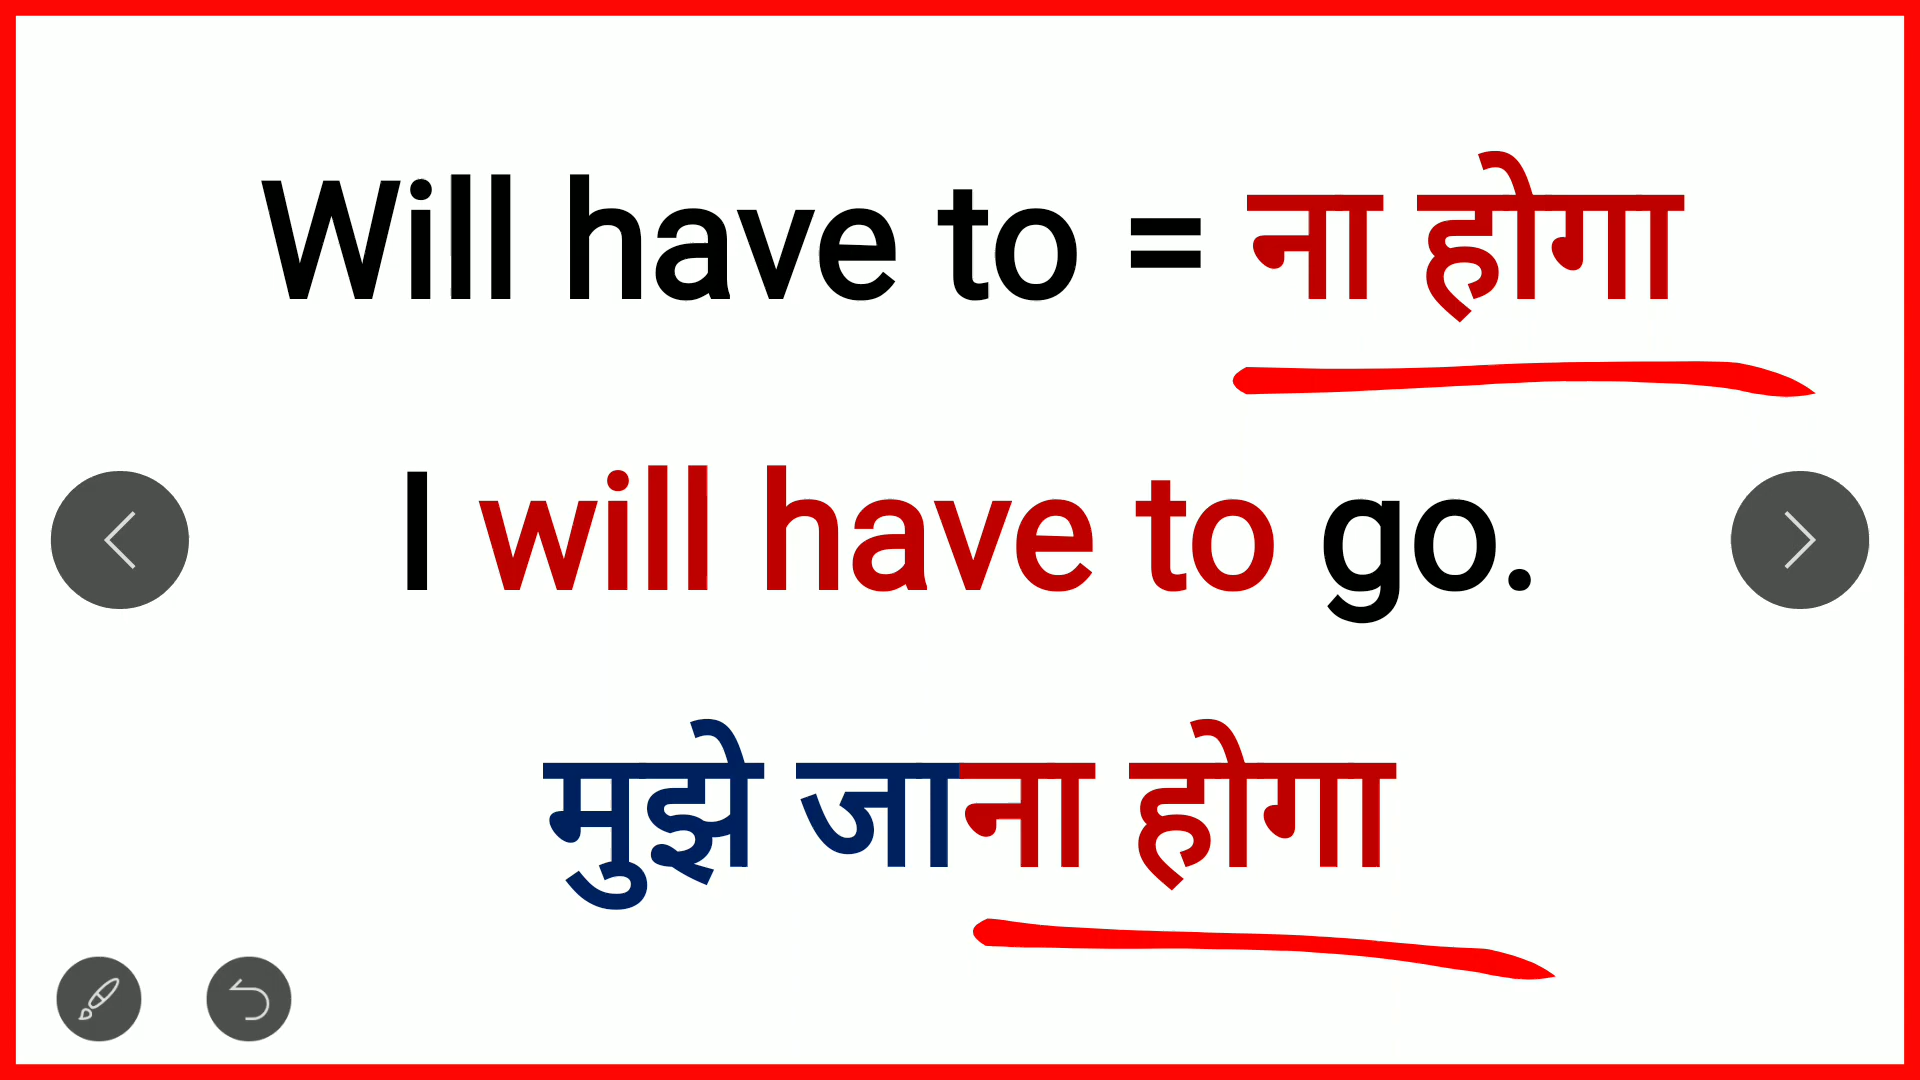 Will have to = ना होगा
I will have to go.
मुझे जाना होगा